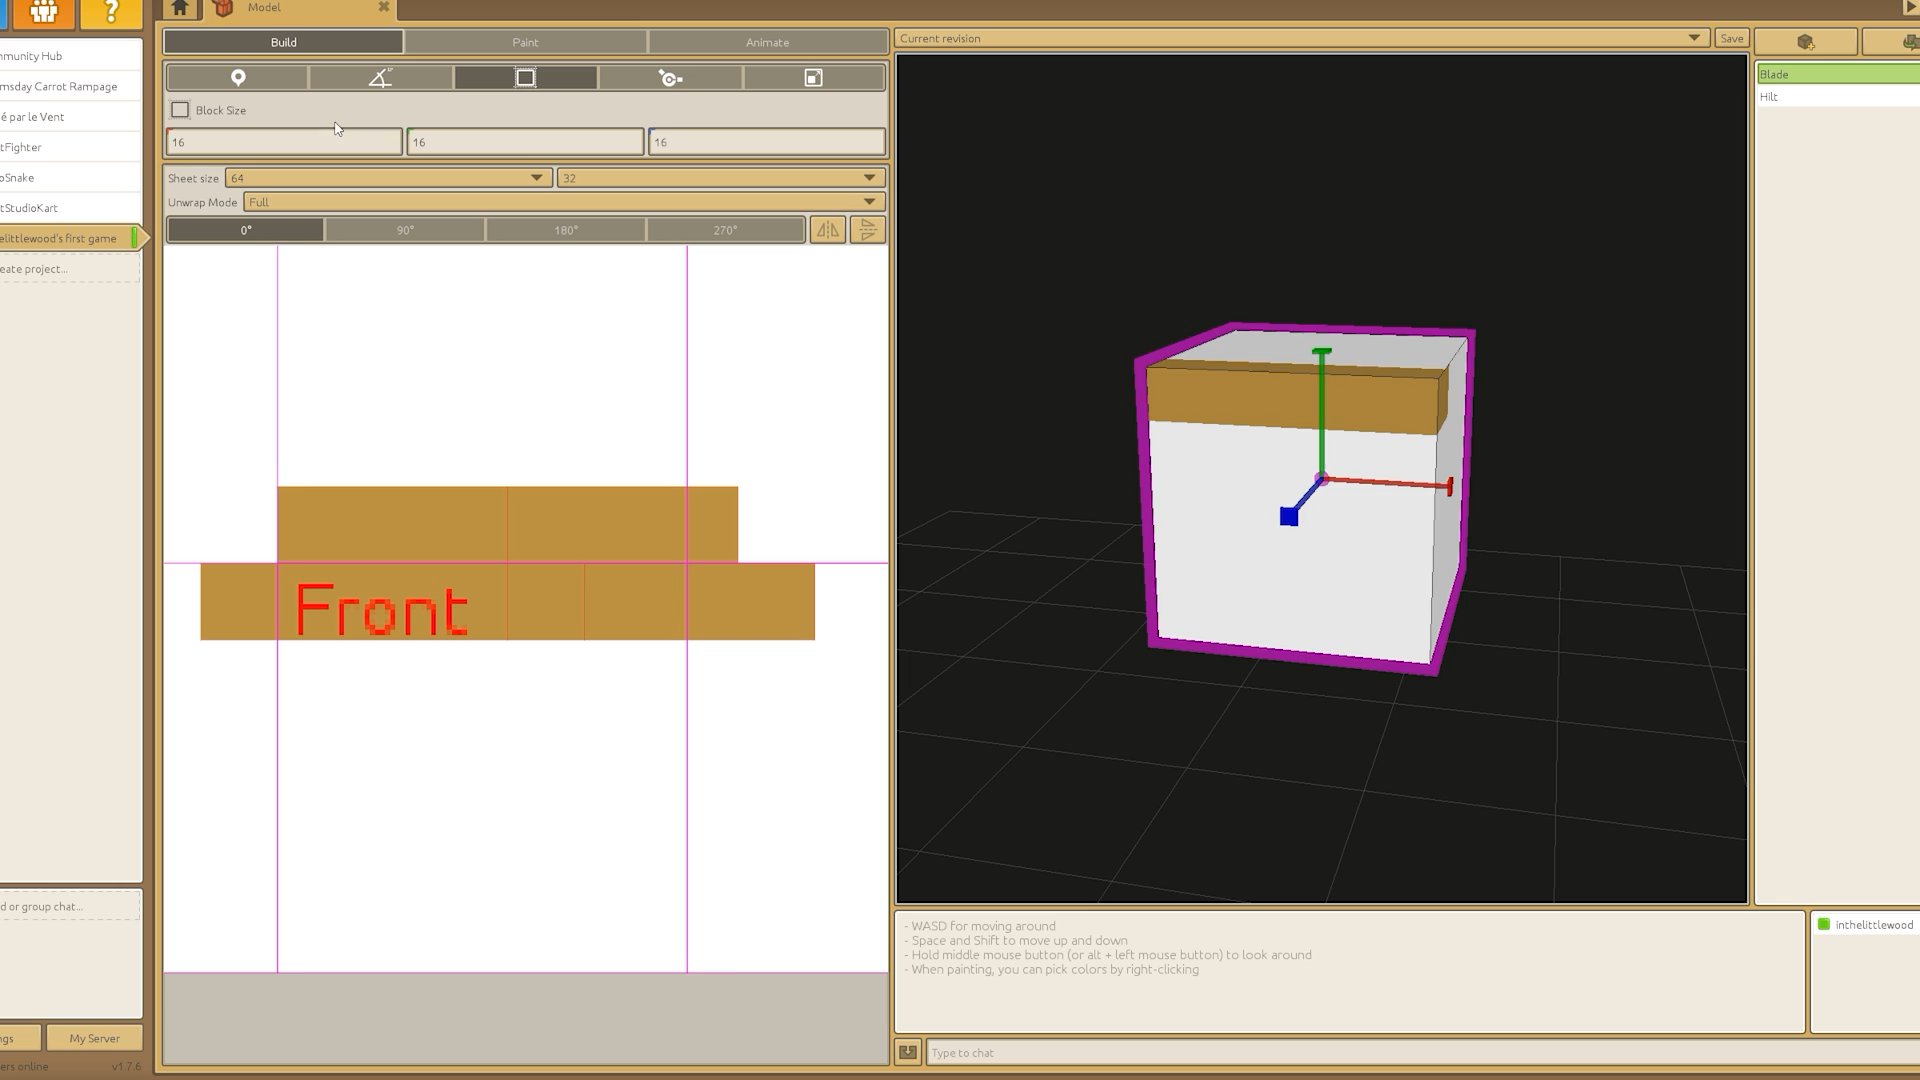 Model
?
mmunity Hub
msday Carrot Rampage
é par le Vent
tFighter
oSnake
tStudioKart
elittlewood's first game
eate project...
d or group chat...
ngs
My Server
ers online
v1.7.6
Build
Paint
Animate
Block Size
16
16
16
Sheet size
64
32
Unwrap Mode
Full
0°
90°
180°
270°
Front
Current revision
Save
Blade
Hilt
- WASD for moving around
- Space and Shift to move up and down
- Hold middle mouse button (or alt + left mouse button) to look around
- When painting, you can pick colors by right-clicking
inthelittlewood
Type to chat